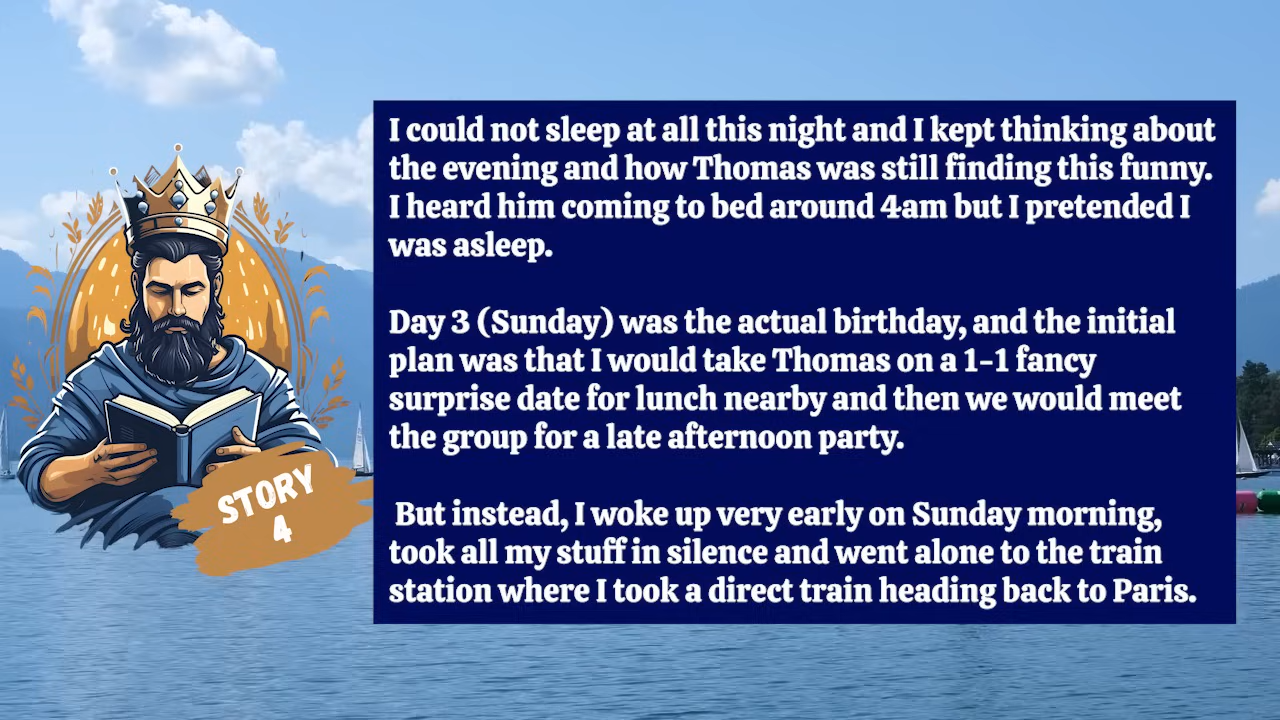 I could not sleep at all this night and I kept thinking about
the evening and how Thomas was still finding this funny.
I heard him coming to bed around 4am but I pretended I
was asleep.
Day 3 (Sunday) was the actual birthday, and the initial
plan was that I would take Thomas on a 1-1 fancy
surprise date for lunch nearby and then we would meet
the group for a late afternoon party.
But instead, I woke up very early on Sunday morning,
took all my stuff in silence and went alone to the train
station where I took a direct train heading back to Paris.
STORY
4